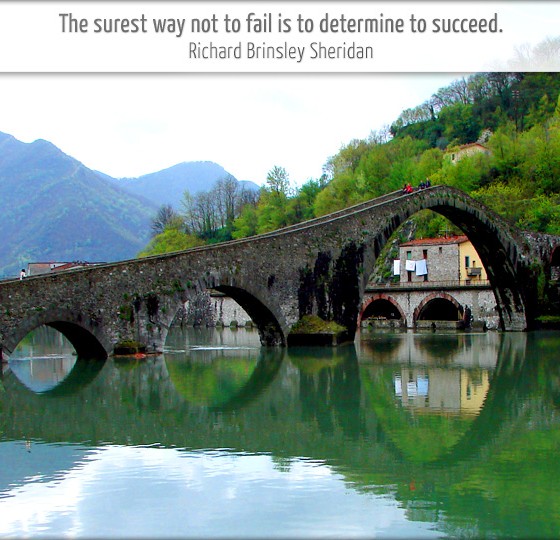 The surest way not to fail is to determine to succeed.
Richard Brinsley Sheridan